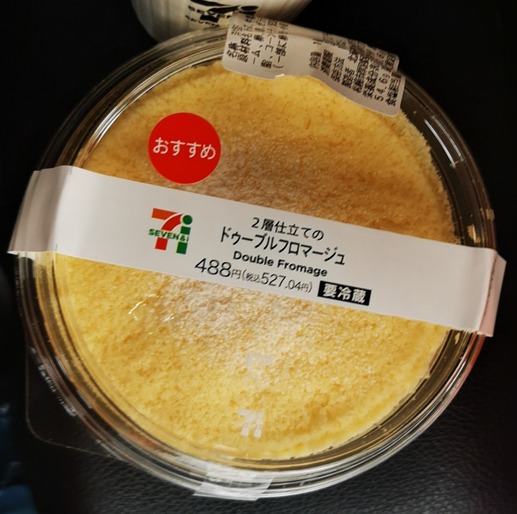 おすすめ
SEVEN&i
2層仕立ての
ドゥーブルフロマージュ
Double Fromage
488円(税込527.04円)
要冷蔵